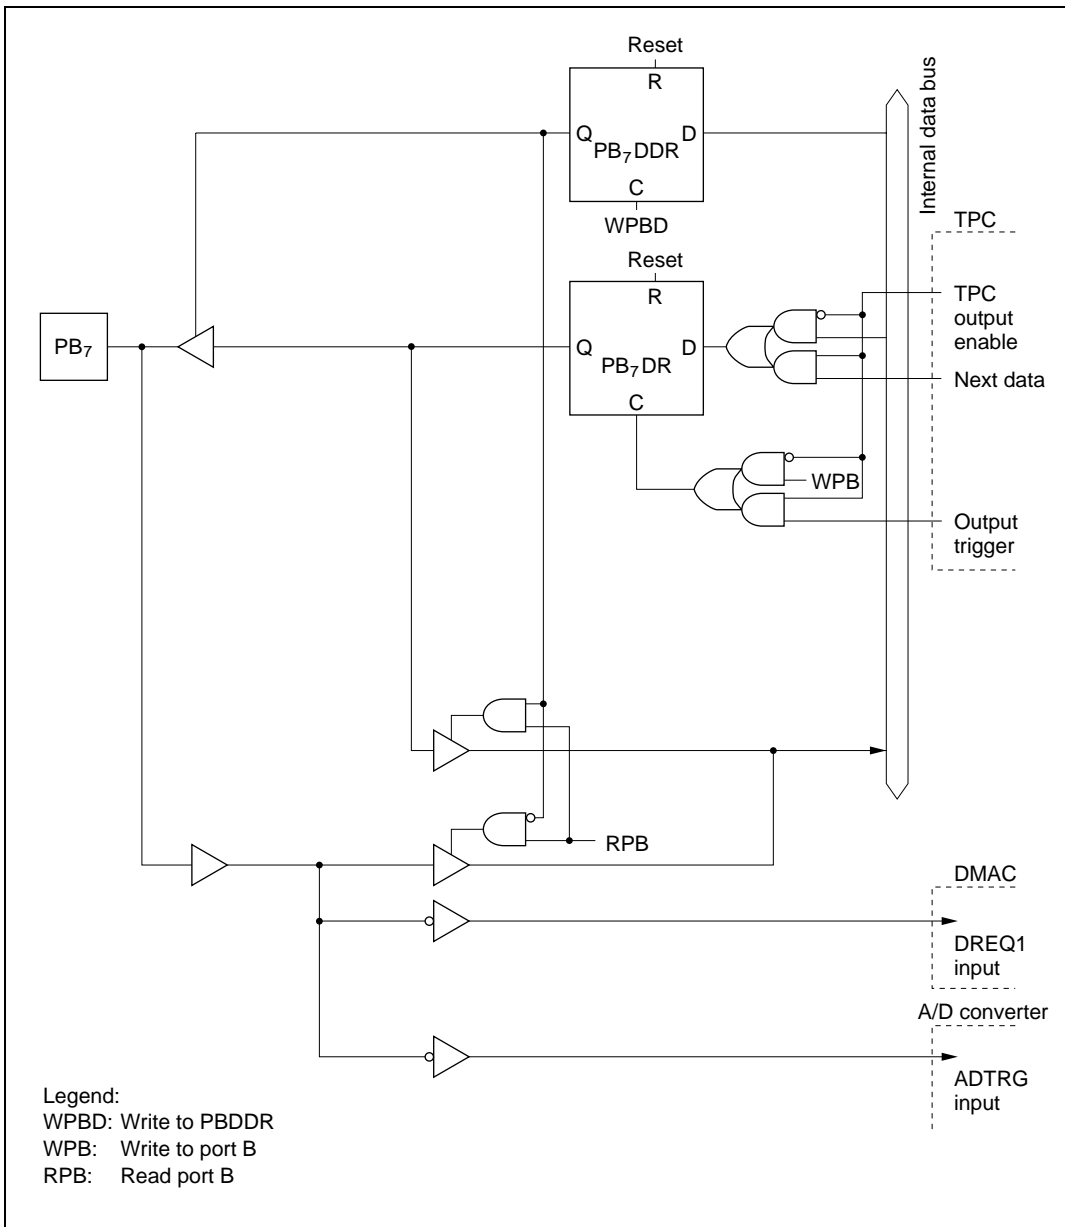 Reset
R
Internal data bus
Q
D
PB₇DDR
C
WPBD
TPC
Reset
R
TPC
output
enable
PB₇
Q
D
PB₇DR
Next data
C
WPB
Output
trigger
RPB
DMAC
DREQ1
input
A/D converter
ADTRG
input
Legend:
WPBD: Write to PBDDR
WPB: Write to port B
RPB: Read port B